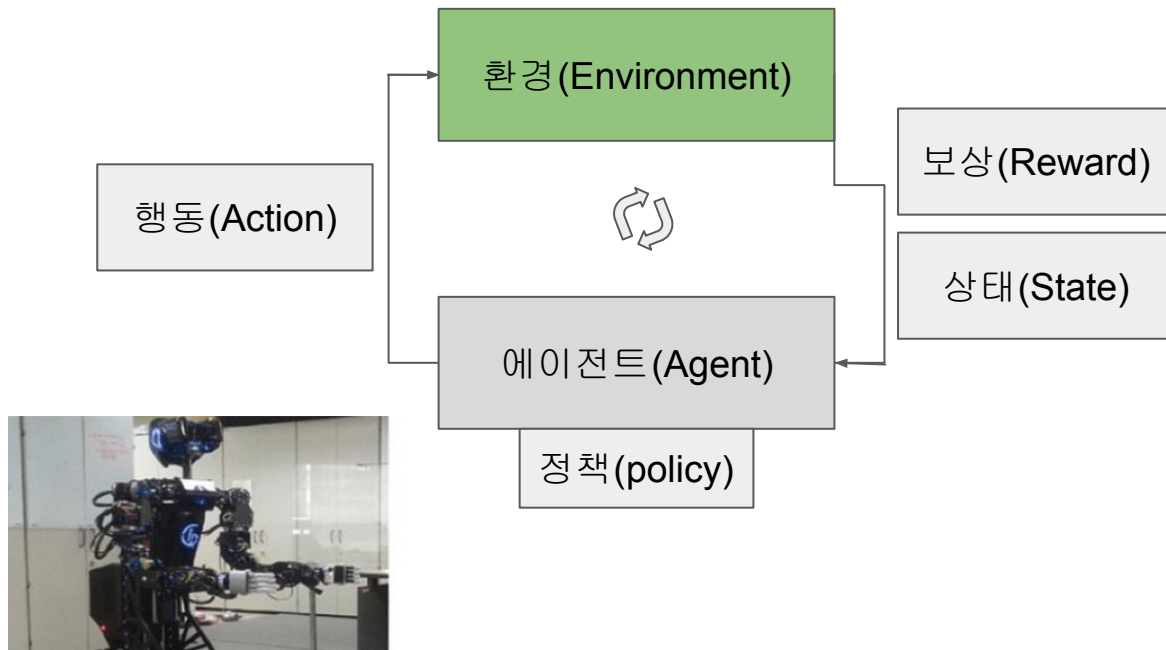 환경(Environment)
보상(Reward)
행동(Action)
상태(State)
에이전트(Agent)
정책(policy)